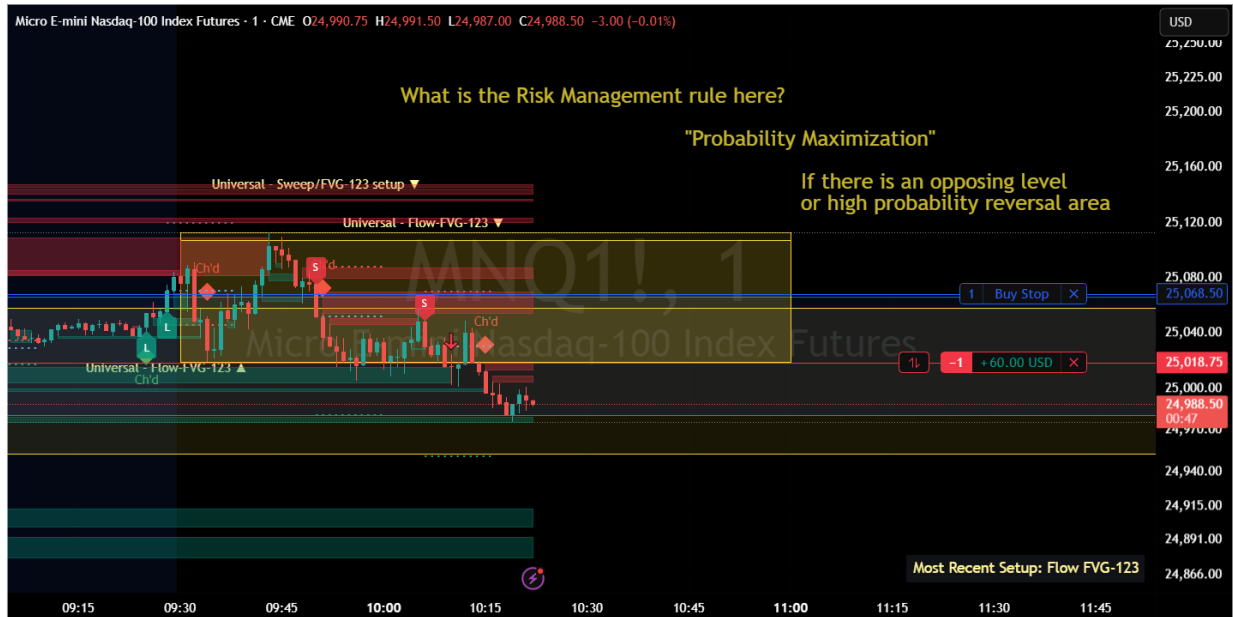 Micro E-mini Nasdaq-100 Index Futures · 1 · CME O24,990.75 H24,991.50 L24,987.00 C24,988.50 −3.00 (−0.01%)
USD
25,250.00
25,225.00
What is the Risk Management rule here?
25,200.00
"Probability Maximization"
25,160.00
If there is an opposing level
or high probability reversal area
Universal - Sweep/FVG-123 setup ▼
Universal - Flow-FVG-123 ▼
25,120.00
MNQ1!, 1
Ch'd
S
25,080.00
1 Buy Stop ×
25,068.50
S
L
Ch'd
25,040.00
Micro E-mini Nasdaq-100 Index Futures
L
−1 +60.00 USD ×
25,018.75
Universal - Flow-FVG-123 ▲
Ch'd
25,000.00
24,988.50
00:47
24,970.00
24,940.00
24,915.00
24,891.00
Most Recent Setup: Flow FVG-123
24,866.00
09:15 09:30 09:45 10:00 10:15 10:30 10:45 11:00 11:15 11:30 11:45